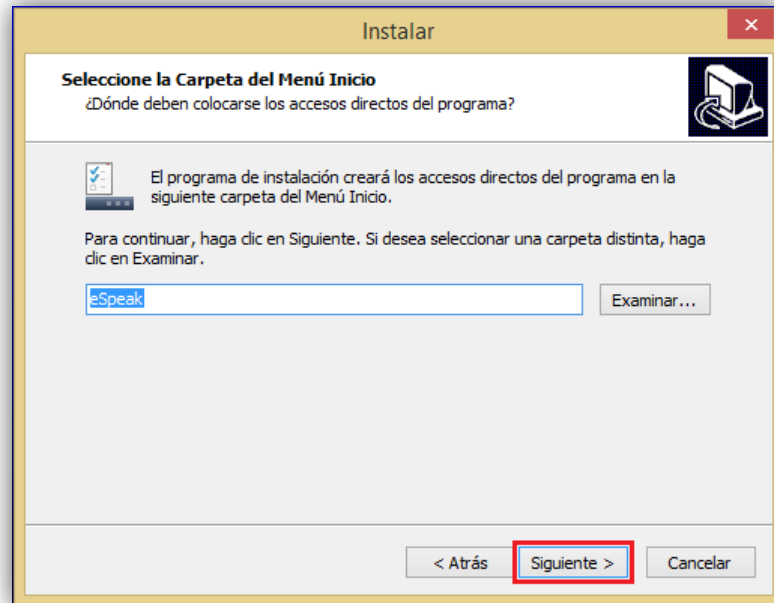 Instalar
Seleccione la Carpeta del Menú Inicio
¿Dónde deben colocarse los accesos directos del programa?
El programa de instalación creará los accesos directos del programa en la
siguiente carpeta del Menú Inicio.
Para continuar, haga clic en Siguiente. Si desea seleccionar una carpeta distinta, haga
clic en Examinar.
eSpeak
Examinar...
< Atrás
Siguiente >
Cancelar